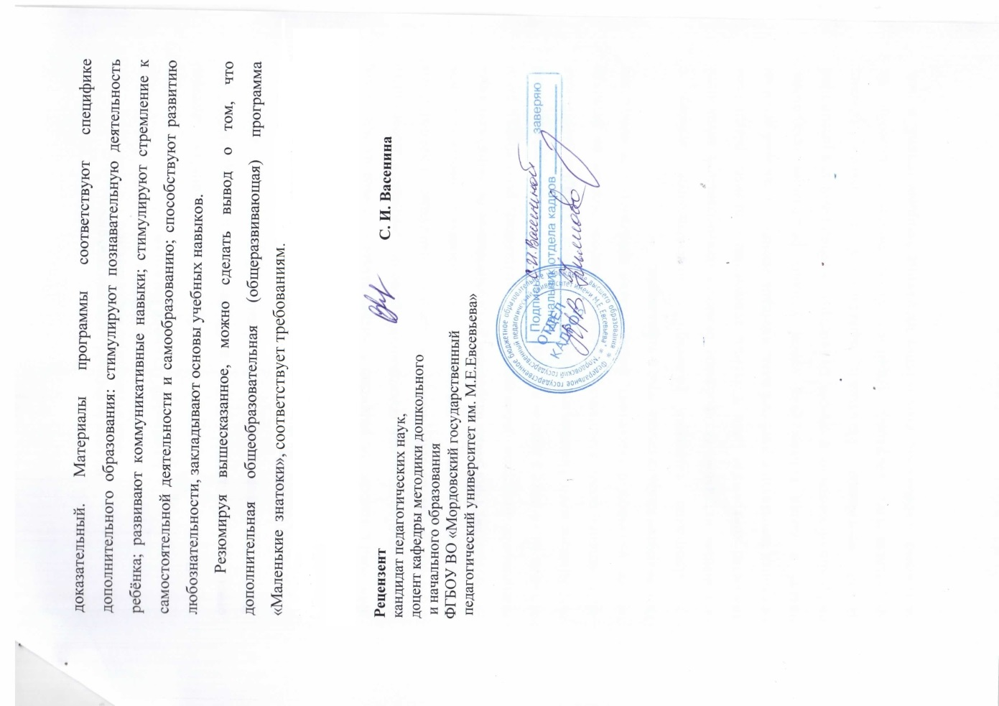 доказательный. Материалы программы соответствуют специфике
дополнительного образования: стимулируют познавательную деятельность
ребёнка; развивают коммуникативные навыки; стимулируют стремление к
самостоятельной деятельности и самообразованию; способствуют развитию
любознательности, закладывают основы учебных навыков.
Резюмируя вышесказанное, можно сделать вывод о том, что
дополнительная общеобразовательная (общеразвивающая) программа
«Маленькие знатоки», соответствует требованиям.
Рецензент С. И. Васенина
кандидат педагогических наук,
доцент кафедры методики дошкольного
и начального образования
ФГБОУ ВО «Мордовский государственный
педагогический университет им. М.Е.Евсевьева»
Подпись С.И. Васениной заверяю
Начальник отдела кадров
ОТДЕЛ
КАДРОВ